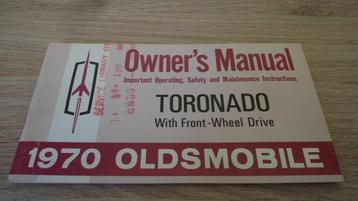 Owner's Manual
Important Operating, Safety and Maintenance Instructions
TORONADO
With Front-Wheel Drive
1970 OLDSMOBILE